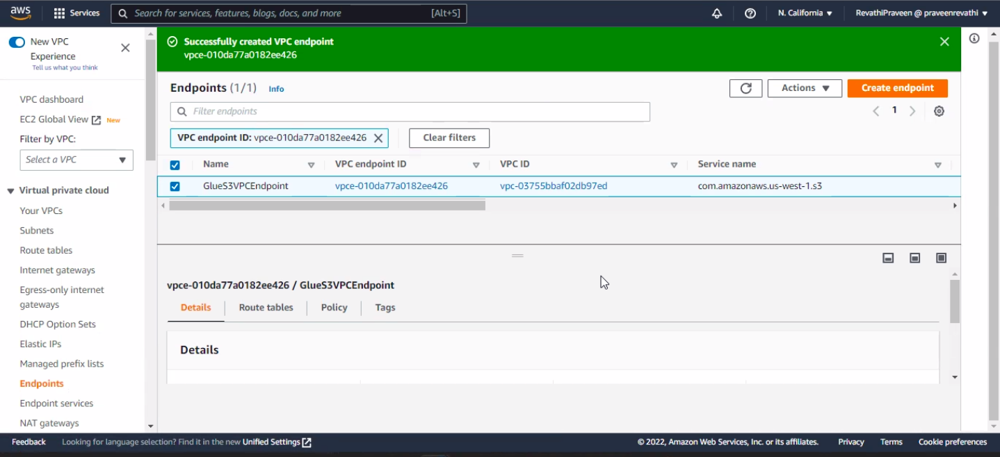 aws Services Search for services, features, blogs, docs, and more [Alt+S] N. California RevathiPraveen @ praveenrevathi
New VPC
Experience
Tell us what you think
VPC dashboard
EC2 Global View New
Filter by VPC:
Select a VPC
Virtual private cloud
Your VPCs
Subnets
Route tables
Internet gateways
Egress-only internet
gateways
DHCP Option Sets
Elastic IPs
Managed prefix lists
Endpoints
Endpoint services
NAT gateways
Successfully created VPC endpoint
vpce-010da77a0182ee426
Endpoints (1/1) Info Actions Create endpoint
Filter endpoints 1
VPC endpoint ID: vpce-010da77a0182ee426 Clear filters
Name VPC endpoint ID VPC ID Service name
GlueS3VPCEndpoint vpce-010da77a0182ee426 vpc-03755bbaf02db97ed com.amazonaws.us-west-1.s3
vpce-010da77a0182ee426 / GlueS3VPCEndpoint
Details Route tables Policy Tags
Details
Feedback Looking for language selection? Find it in the new Unified Settings © 2022, Amazon Web Services, Inc. or its affiliates. Privacy Terms Cookie preferences